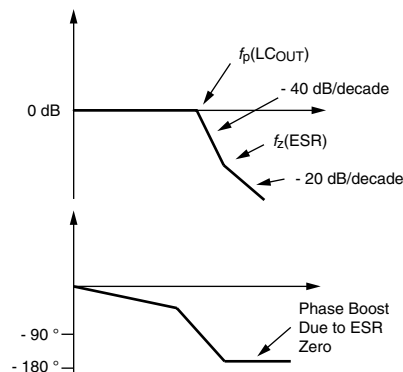 fp(LCOUT)
- 40 dB/decade
0 dB
fz(ESR)
- 20 dB/decade
Phase Boost
Due to ESR
Zero
- 90 °
- 180 °